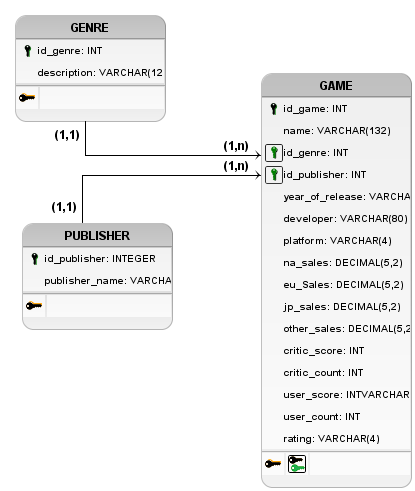 GENRE
id_genre: INT
description: VARCHAR(12
(1,1)
(1,n)
(1,n)
(1,1)
PUBLISHER
id_publisher: INTEGER
publisher_name: VARCHA
GAME
id_game: INT
name: VARCHAR(132)
id_genre: INT
id_publisher: INT
year_of_release: VARCHA
developer: VARCHAR(80)
platform: VARCHAR(4)
na_sales: DECIMAL(5,2)
eu_Sales: DECIMAL(5,2)
jp_sales: DECIMAL(5,2)
other_sales: DECIMAL(5,2
critic_score: INT
critic_count: INT
user_score: INTVARCHAR
user_count: INT
rating: VARCHAR(4)